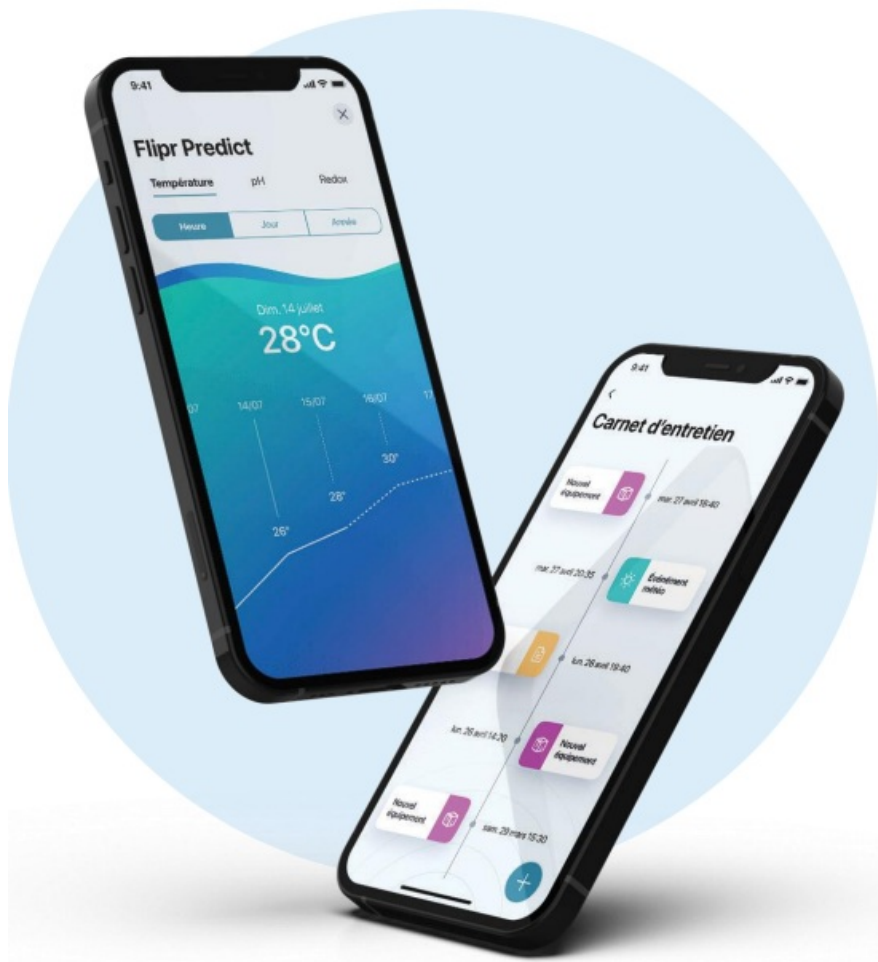 9:41
Flipr Predict
Température pH Redox
Heure Jour Année
Dim. 14 juillet
28°C
07 14/07 15/07 16/07 17
30°
28°
26°
9:41
Carnet d'entretien
Nouvel
équipement
mar. 27 avril 16:40
mar. 27 avril 20:35
Événement
météo
lun. 26 avril 19:40
lun. 26 avril 14:20
Nouvel
équipement
Nouvel
équipement
sam. 29 mars 15:30